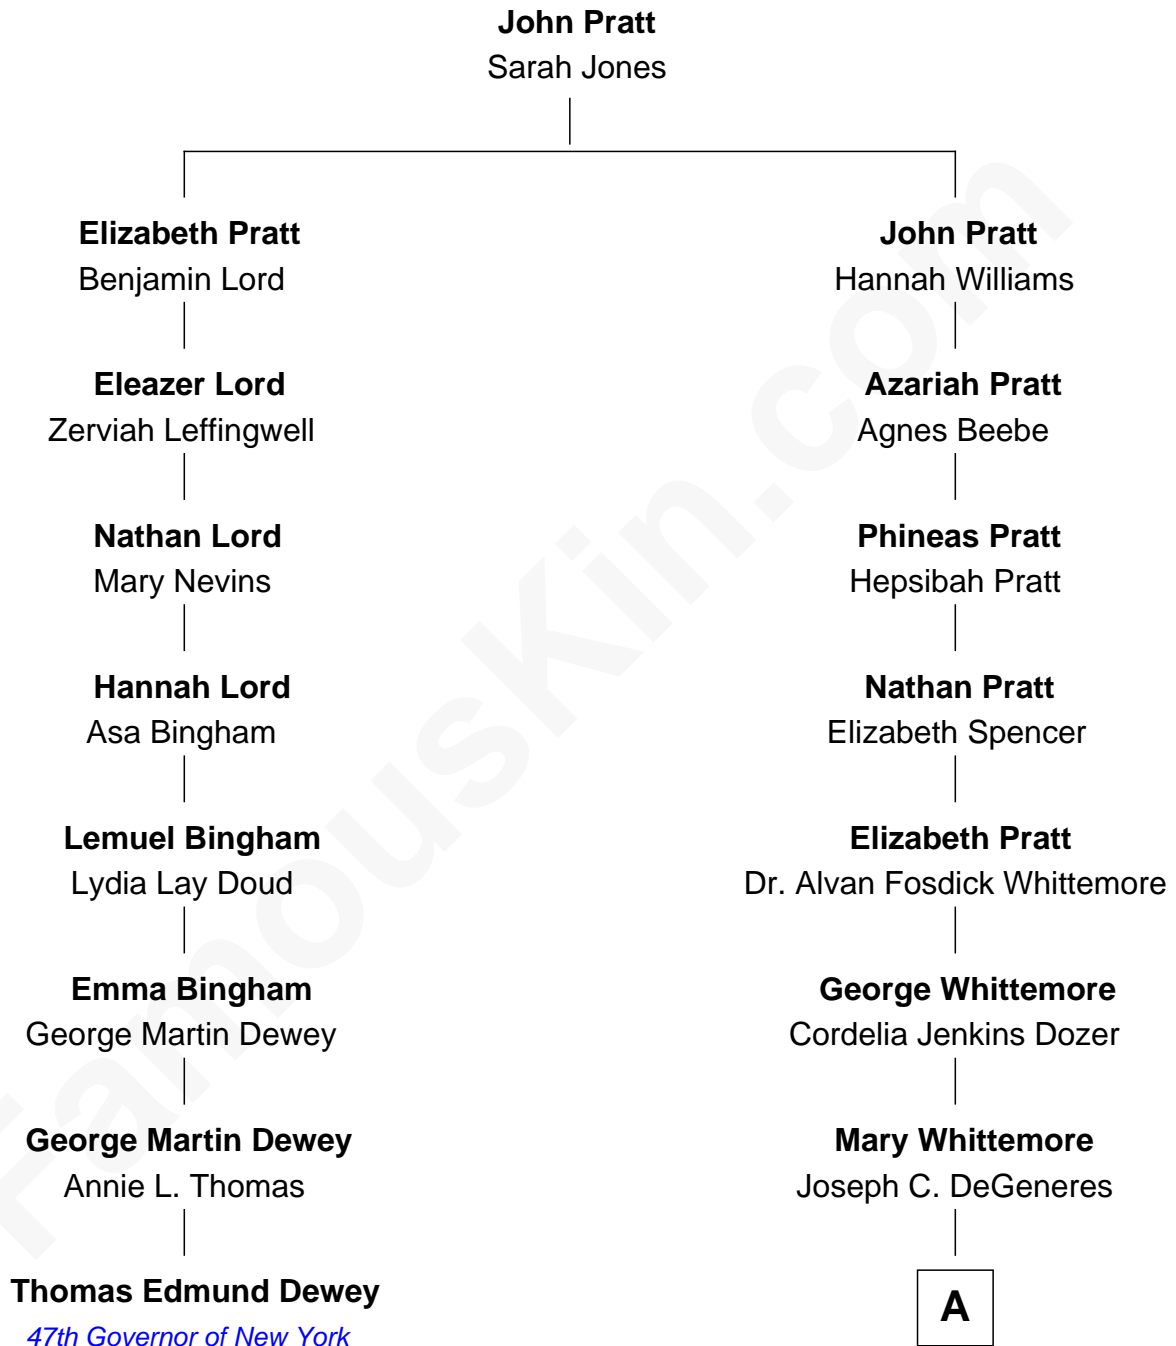 John Pratt
Sarah Jones
Elizabeth Pratt
Benjamin Lord
John Pratt
Hannah Williams
Eleazer Lord
Zerviah Leffingwell
Azariah Pratt
Agnes Beebe
Nathan Lord
Mary Nevins
Phineas Pratt
Hepsibah Pratt
Hannah Lord
Asa Bingham
Nathan Pratt
Elizabeth Spencer
Lemuel Bingham
Lydia Lay Doud
Elizabeth Pratt
Dr. Alvan Fosdick Whittemore
Emma Bingham
George Martin Dewey
George Whittemore
Cordelia Jenkins Dozer
George Martin Dewey
Annie L. Thomas
Mary Whittemore
Joseph C. DeGeneres
Thomas Edmund Dewey
47th Governor of New York
A
FamousKin.com